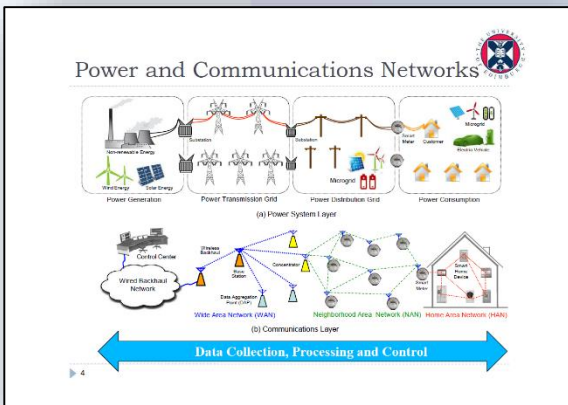 Power and Communications Networks
Non-renewable Energy
Substation
Substation
Smart
Meter
Customer
Microgrid
Electric Vehicle
Wind Energy
Solar Energy
Microgrid
Power Generation
Power Transmission Grid
Power Distribution Grid
Power Consumption
(a) Power System Layer
Control Center
Wireless
Backhaul
Base
Station
Concentrator
Wired Backhaul
Network
Data Aggregation
Point (DAP)
Smart
Meter
Smart
Home
Device
Wide Area Network (WAN)
Neighborhood Area Network (NAN)
Home Area Network (HAN)
(b) Communications Layer
Data Collection, Processing and Control
4